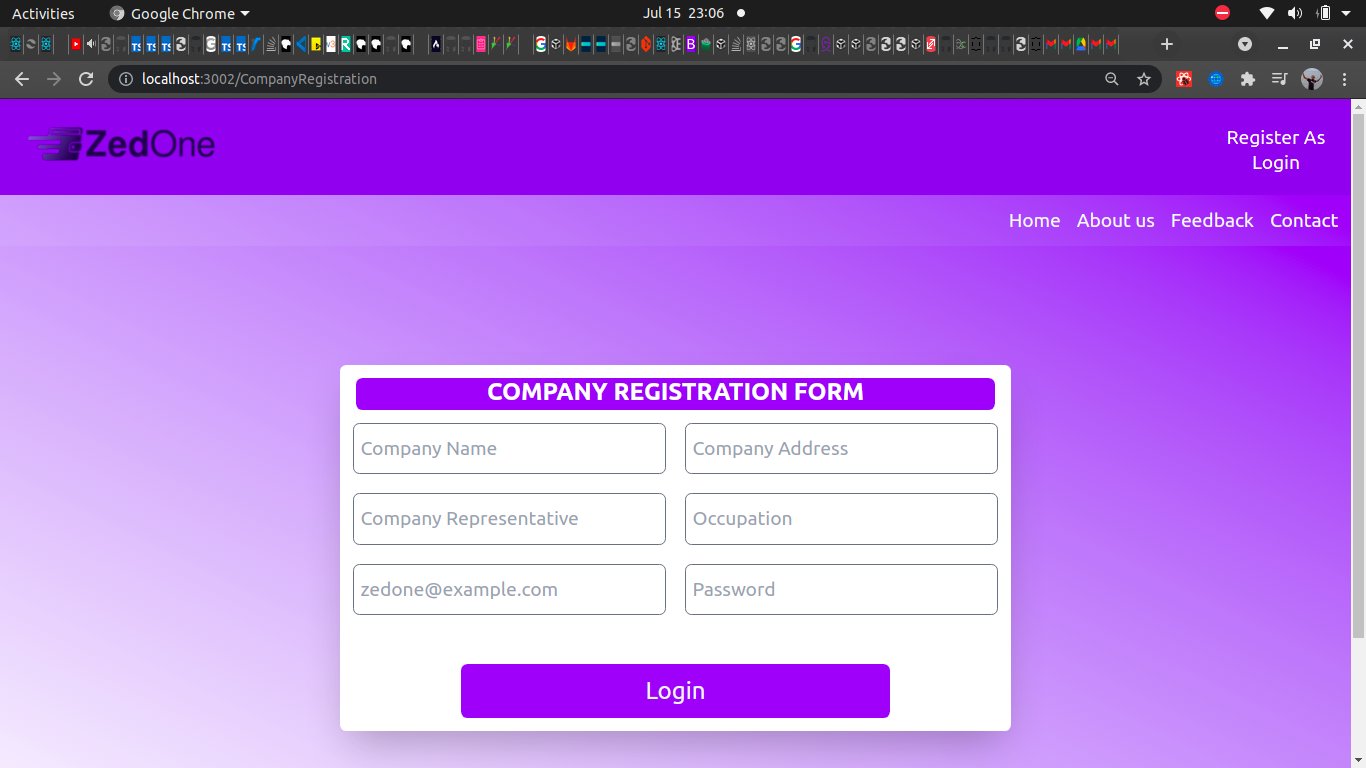 Activities Google Chrome Jul 15 23:06
localhost:3002/CompanyRegistration
ZedOne
Register As
Login
Home About us Feedback Contact
COMPANY REGISTRATION FORM
Company Name Company Address
Company Representative Occupation
zedone@example.com Password
Login